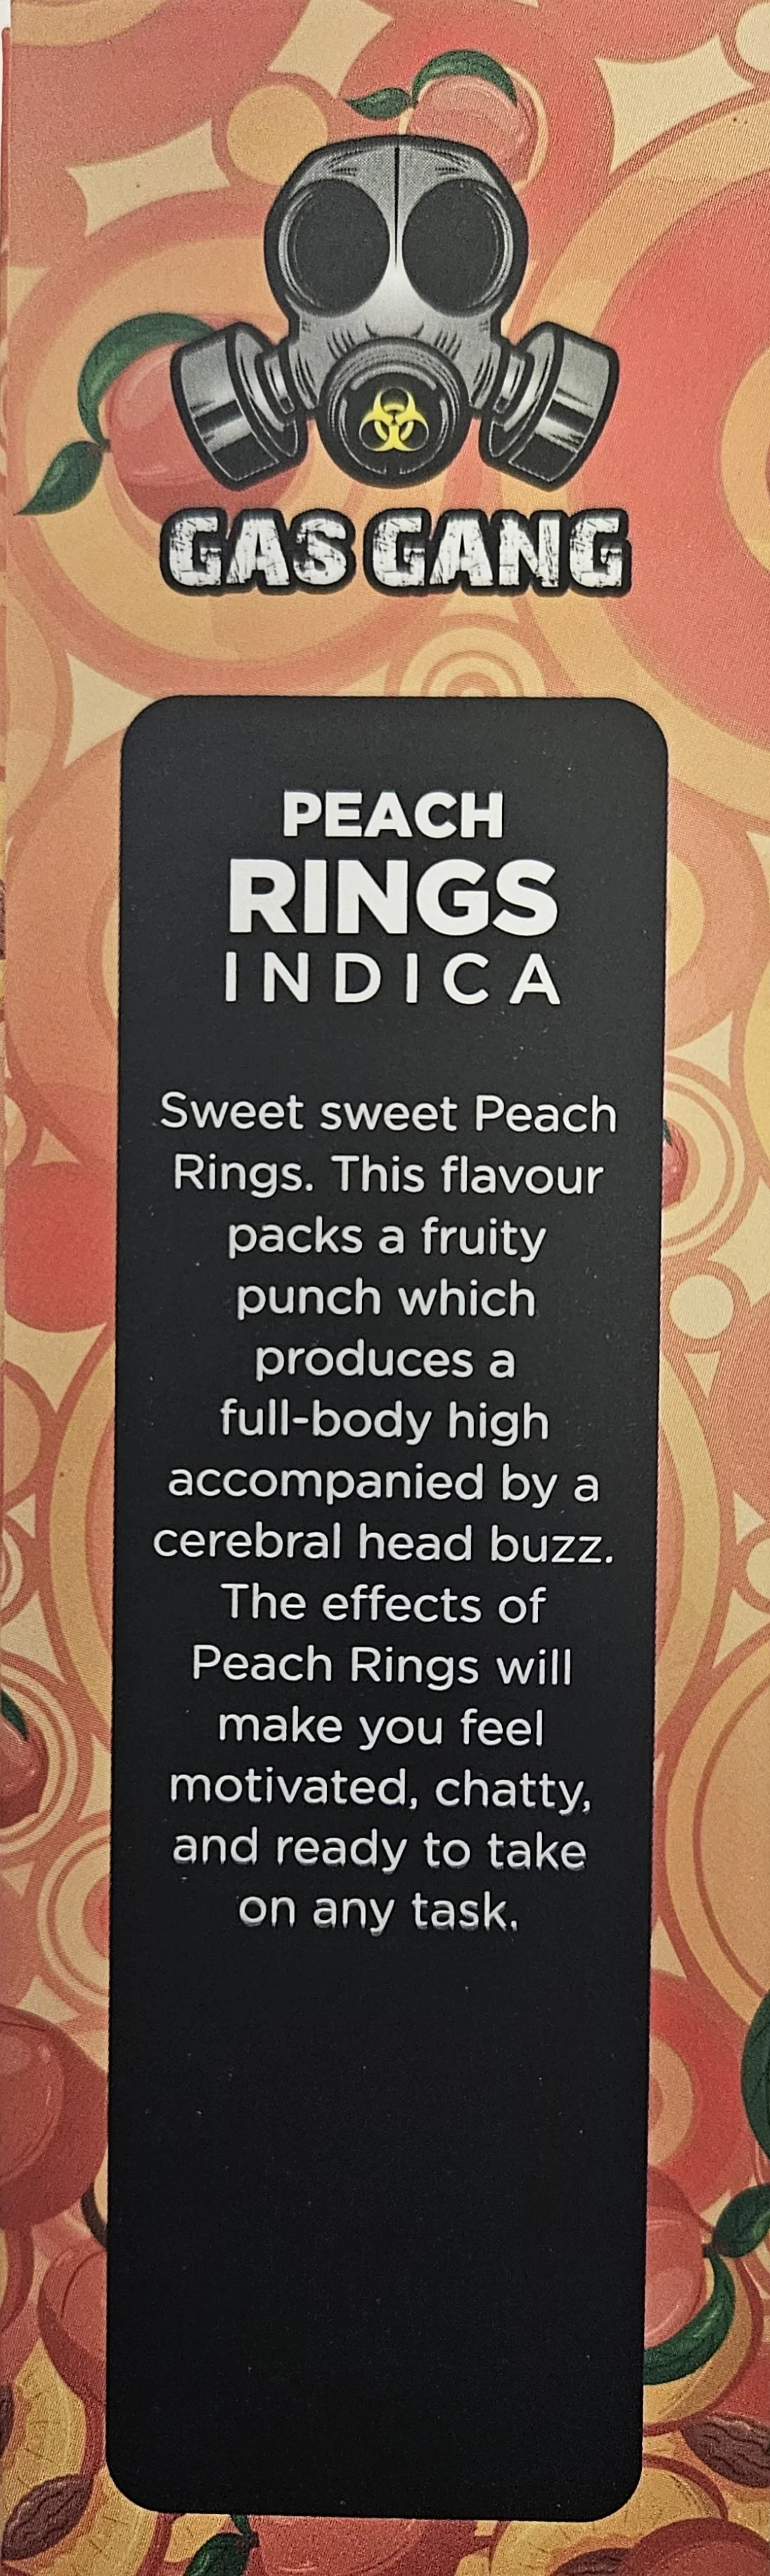 GAS GANG
PEACH
RINGS
INDICA
Sweet sweet Peach
Rings. This flavour
packs a fruity
punch which
produces a
full-body high
accompanied by a
cerebral head buzz.
The effects of
Peach Rings will
make you feel
motivated, chatty,
and ready to take
on any task.